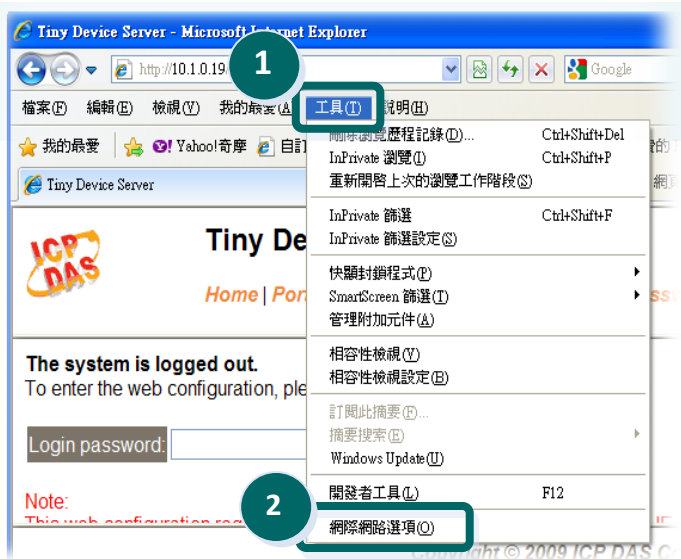 Tiny Device Server - Microsoft Internet Explorer
1
http://10.1.0.19/
Google
檔案(F) 編輯(E) 檢視(V) 我的最愛(A) 工具(T) 說明(H)
我的最愛 Yahoo!奇摩 自訂
Tiny Device Server
刪除瀏覽歷程記錄(D)... Ctrl+Shift+Del
InPrivate 瀏覽(I) Ctrl+Shift+P
重新開啟上次的瀏覽工作階段(S)
InPrivate 篩選 Ctrl+Shift+F
InPrivate 篩選設定(S)
快顯封鎖程式(P)
SmartScreen 篩選(T)
管理附加元件(A)
相容性檢視(V)
相容性檢視設定(B)
訂閱此摘要(F)...
摘要搜索(E)
Windows Update(U)
開發者工具(L) F12
2
網際網路選項(O)
ICP DAS
Tiny De
Home | Por
The system is logged out.
To enter the web configuration, ple
Login password:
Note:
This web configuration
Copyright © 2009 ICP DAS C